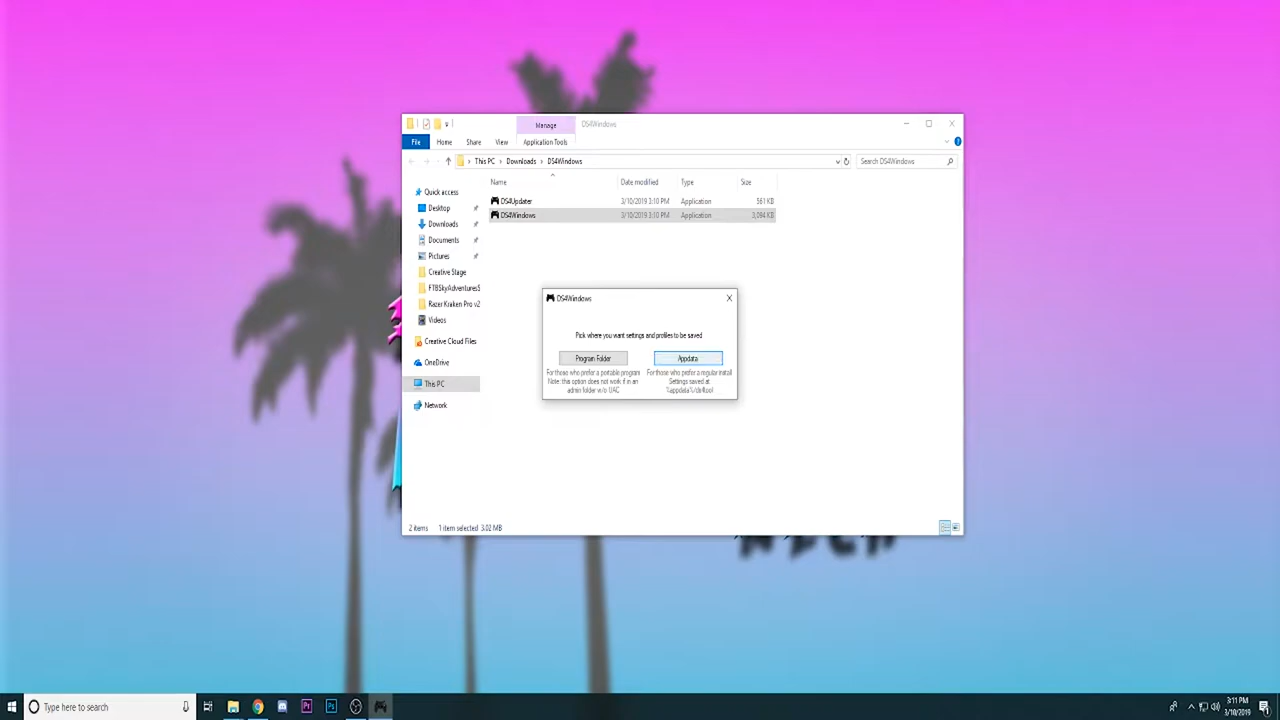 Manage
DS4Windows
File
Home
Share
View
Application Tools
This PC
Downloads
DS4Windows
Search DS4Windows
Name
Date modified
Type
Size
DS4Updater
3/10/2019 3:10 PM
Application
561 KB
DS4Windows
3/10/2019 3:10 PM
Application
3,094 KB
Quick access
Desktop
Downloads
Documents
Pictures
Creative Stage
FTBSkyAdventuresS
Razer Kraken Pro v2
Videos
Creative Cloud Files
OneDrive
This PC
Network
DS4Windows
Pick where you want settings and profiles to be saved
Program Folder
For those who prefer a portable program
Note: this option does not work if in an
admin folder w/o UAC
Appdata
For those who prefer a regular install
Settings saved at
%appdata%/ds4tool
2 items
1 item selected 3.02 MB
Type here to search
Pr
Ps
3:11 PM
3/10/2019